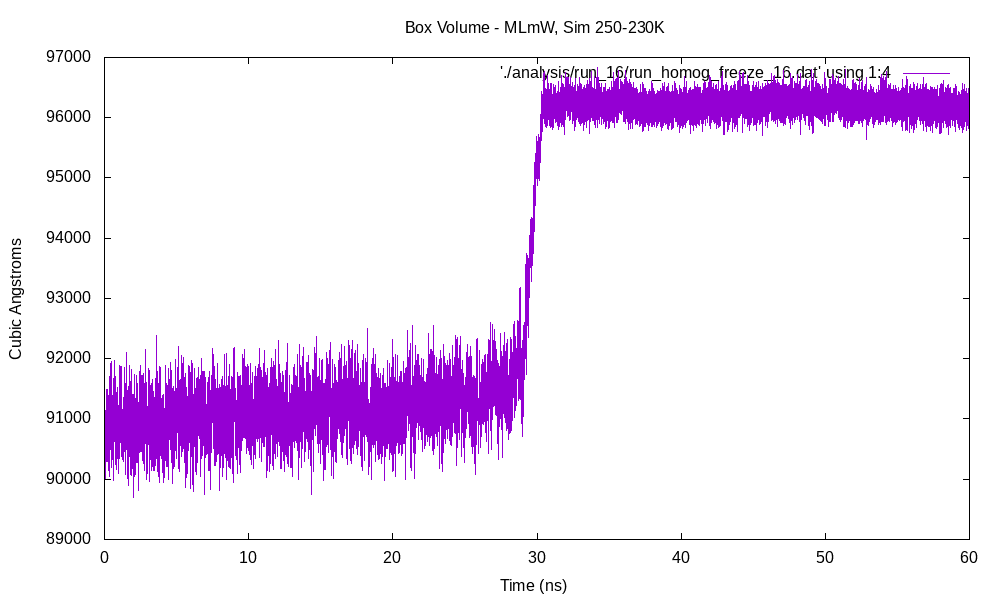 Box Volume - MLmW, Sim 250-230K
'./analysis/run_16/run_homog_freeze_16.dat' using 1:4
97000
96000
95000
94000
93000
92000
91000
90000
89000
Cubic Angstroms
0 10 20 30 40 50 60
Time (ns)